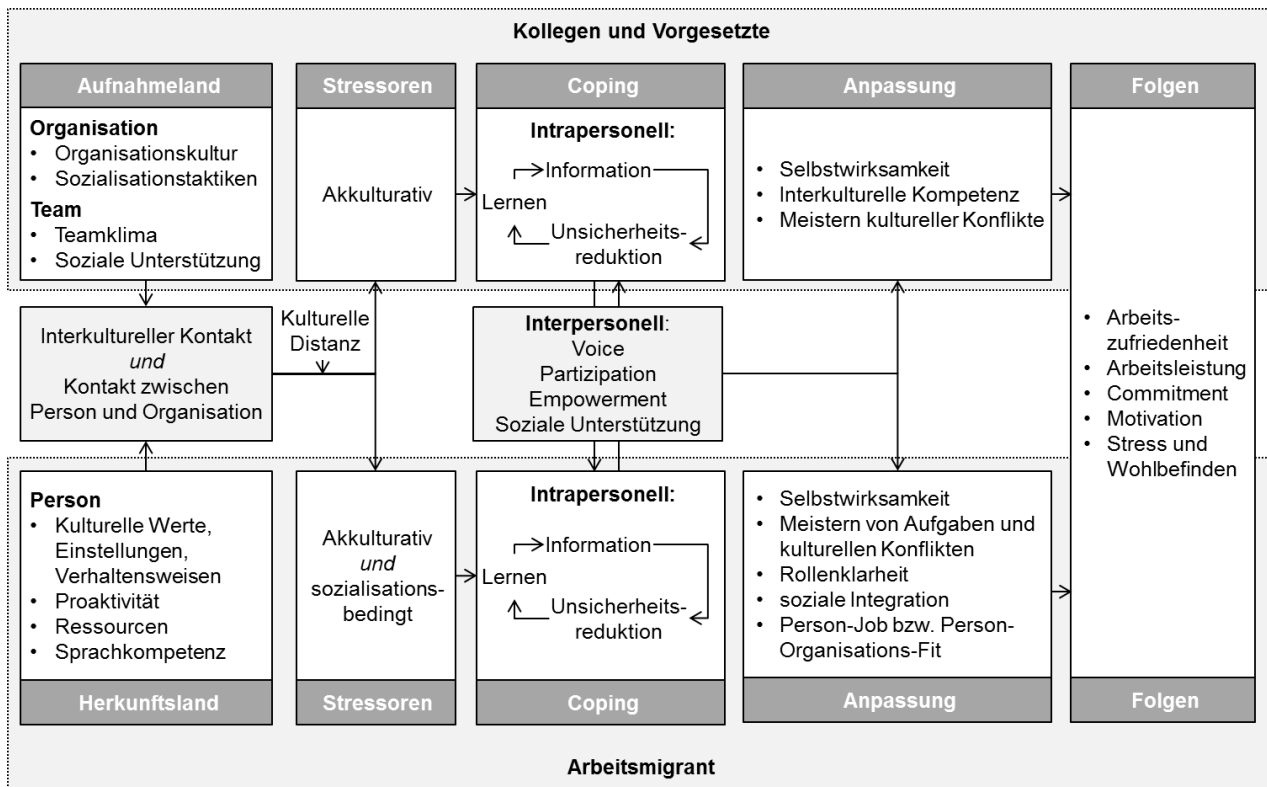 Kollegen und Vorgesetzte
Aufnahmeland
Organisation
• Organisationskultur
• Sozialisationstaktiken
Team
• Teamklima
• Soziale Unterstützung
Stressoren
Akkulturativ
Coping
Intrapersonell:
Information
Lernen
Unsicherheits-
reduktion
Anpassung
• Selbstwirksamkeit
• Interkulturelle Kompetenz
• Meistern kultureller Konflikte
Folgen
Interkultureller Kontakt
und
Kontakt zwischen
Person und Organisation
Kulturelle
Distanz
Interpersonell:
Voice
Partizipation
Empowerment
Soziale Unterstützung
• Arbeits-
zufriedenheit
• Arbeitsleistung
• Commitment
• Motivation
• Stress und
Wohlbefinden
Person
• Kulturelle Werte,
Einstellungen,
Verhaltensweisen
• Proaktivität
• Ressourcen
• Sprachkompetenz
Herkunftsland
Akkulturativ
und
sozialisations-
bedingt
Stressoren
Intrapersonell:
Information
Lernen
Unsicherheits-
reduktion
Coping
• Selbstwirksamkeit
• Meistern von Aufgaben und
kulturellen Konflikten
• Rollenklarheit
• soziale Integration
• Person-Job bzw. Person-
Organisations-Fit
Anpassung
Folgen
Arbeitsmigrant